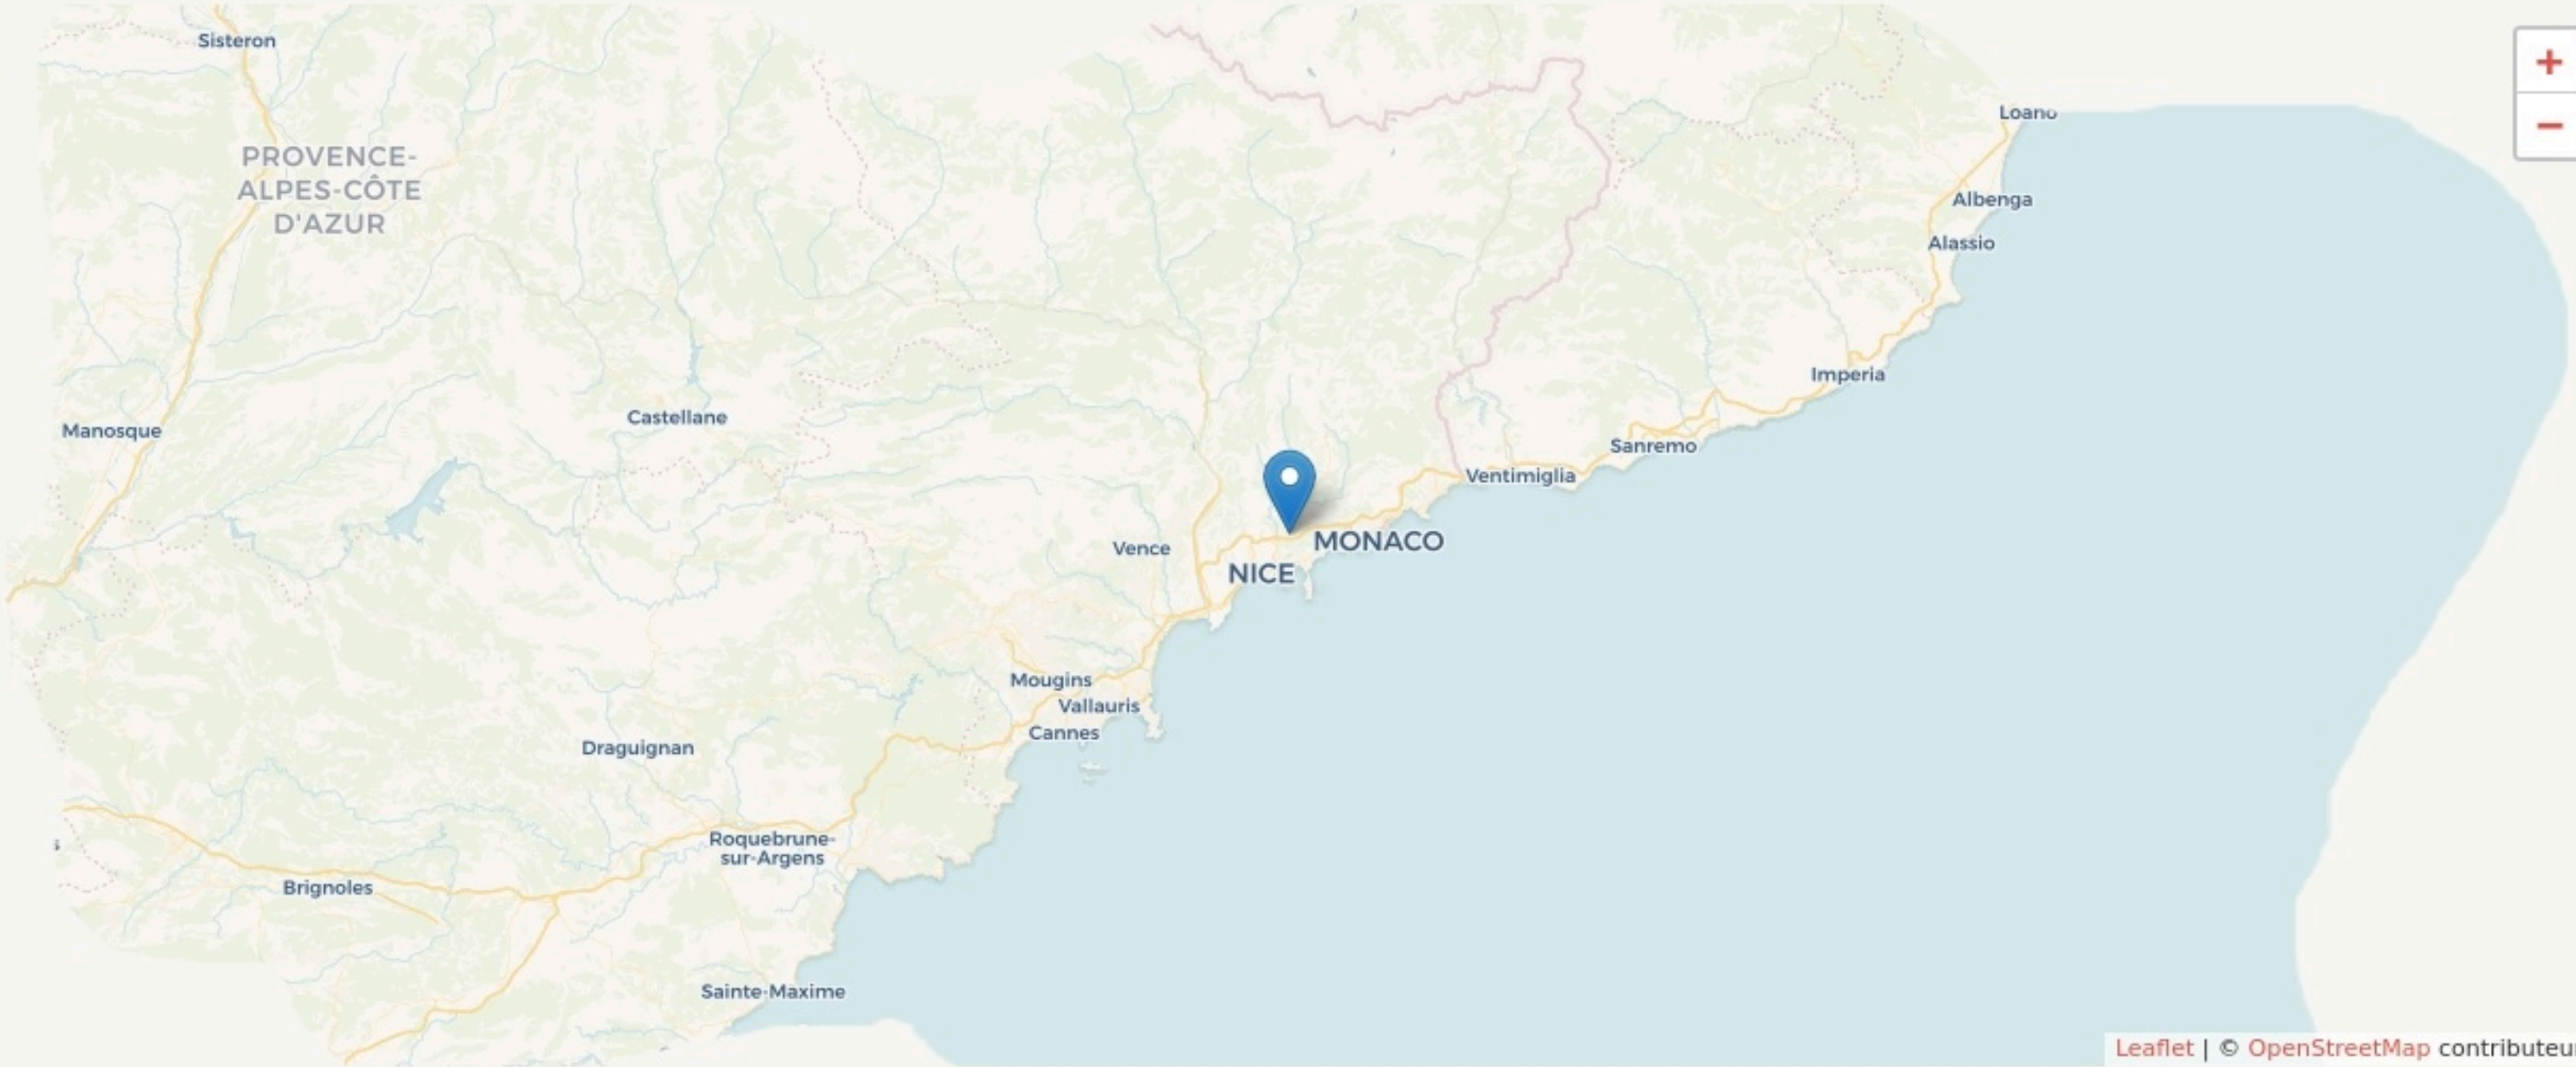 Sisteron
+
Loano
−
PROVENCE-
ALPES-CÔTE
D'AZUR
Albenga
Alassio
Imperia
Castellane
Manosque
Sanremo
Ventimiglia
MONACO
Vence
NICE
Mougins
Vallauris
Cannes
Draguignan
Roquebrune-
sur-Argens
Brignoles
Sainte-Maxime
Leaflet | © OpenStreetMap contributeu